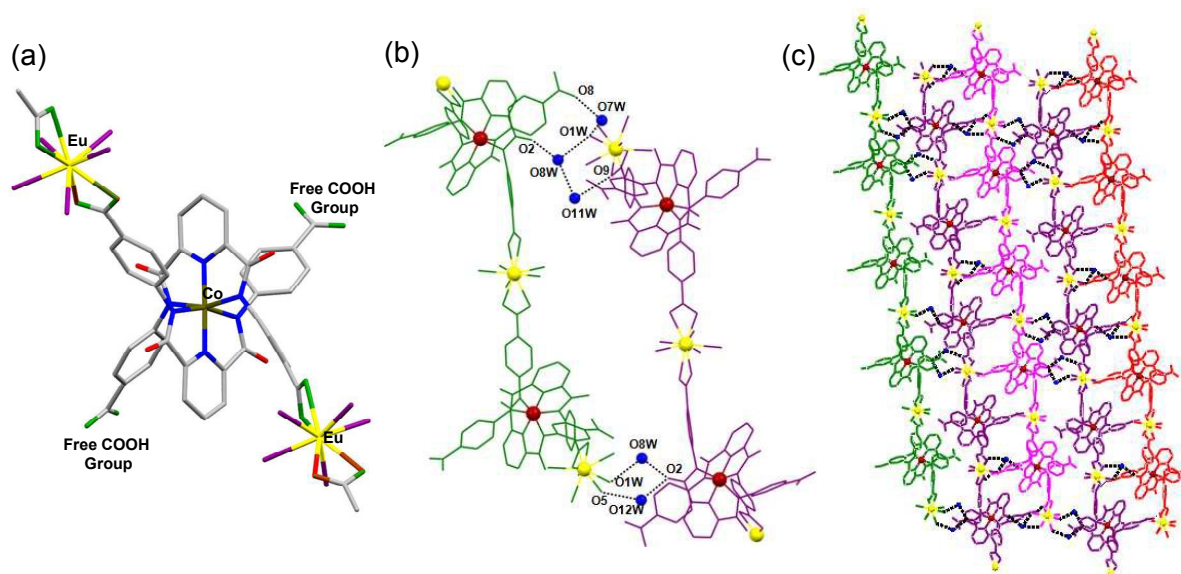 (a)
Eu
Free COOH
Group
Co
Free COOH
Group
Eu
(b)
O8
O7W
O2
O1W
O8W
O9
O11W
O8W
O2
O1W
O5
O12W
(c)